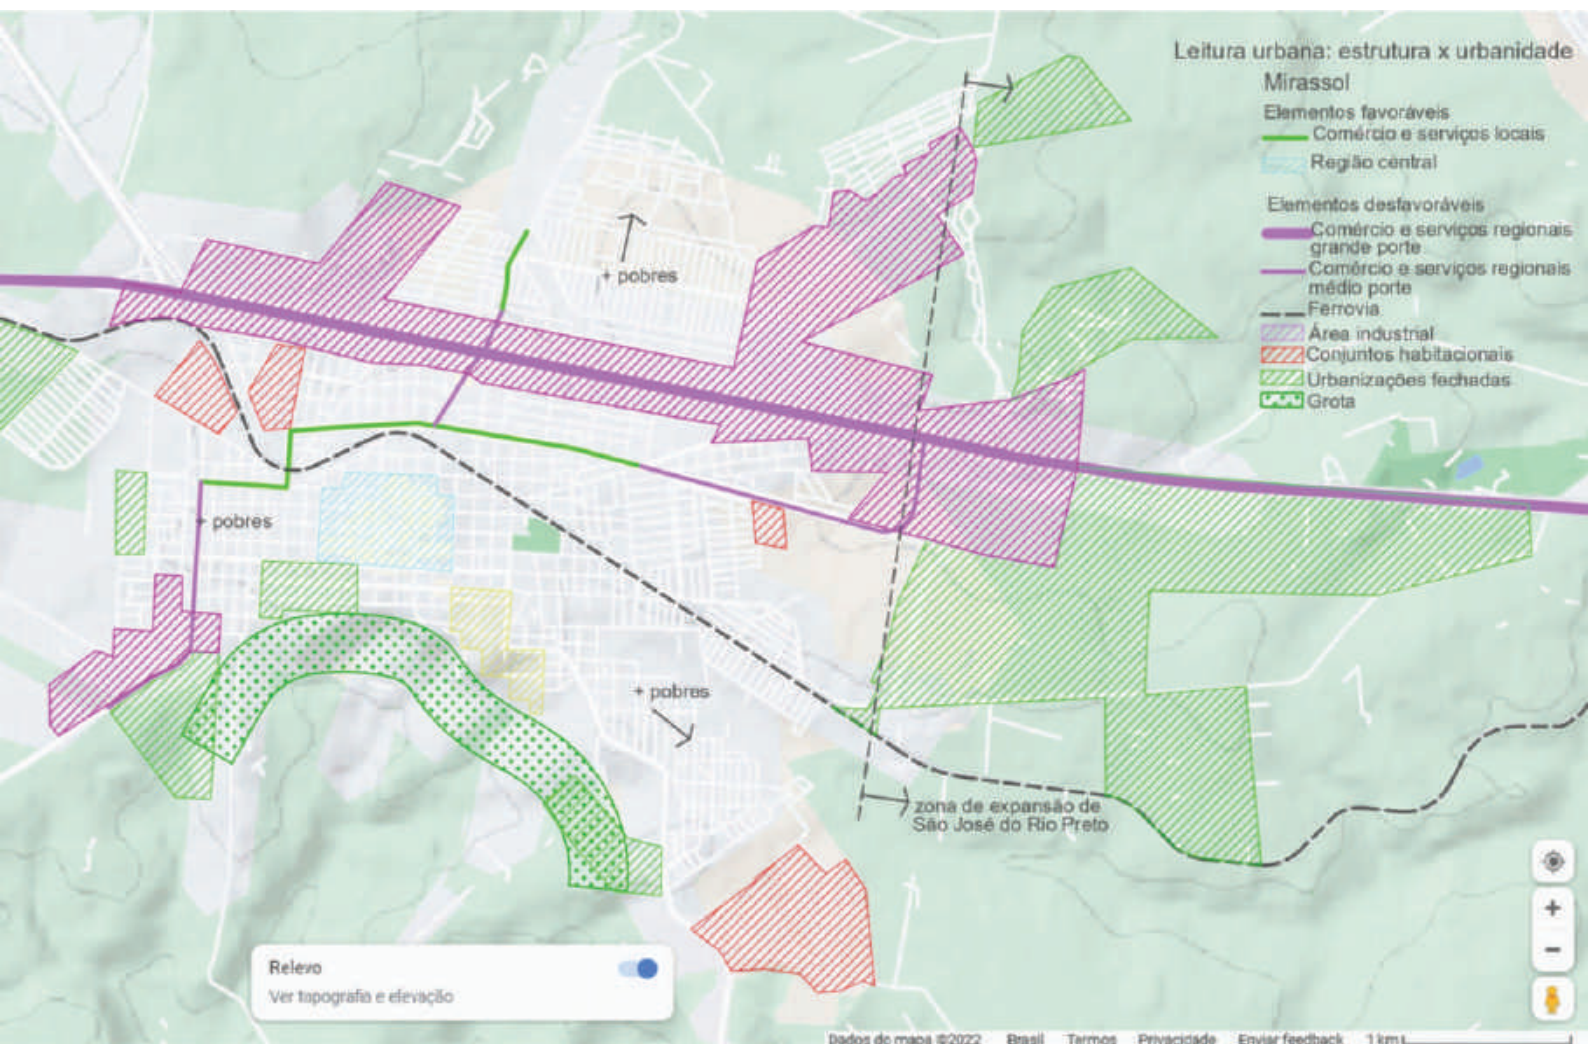 Leitura urbana: estrutura x urbanidade
Mirassol
Elementos favoráveis
Comércio e serviços locais
Região central
Elementos desfavoráveis
Comércio e serviços regionais
grande porte
Comércio e serviços regionais
médio porte
Ferrovia
Área industrial
Conjuntos habitacionais
Urbanizações fechadas
Grota
+ pobres
+ pobres
+ pobres
zona de expansão de
São José do Rio Preto
Relevo
Ver topografia e elevação
+
−
Dados do mapa ©2022 Brasil Termos Privacidade Enviar feedback 1 km